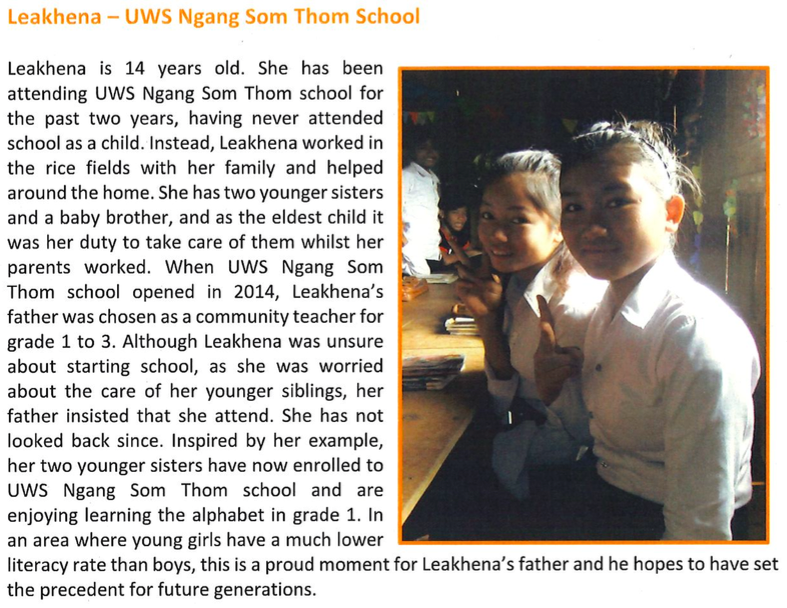 Leakhena – UWS Ngang Som Thom School
Leakhena is 14 years old. She has been
attending UWS Ngang Som Thom school for
the past two years, having never attended
school as a child. Instead, Leakhena worked in
the rice fields with her family and helped
around the home. She has two younger sisters
and a baby brother, and as the eldest child it
was her duty to take care of them whilst her
parents worked. When UWS Ngang Som
Thom school opened in 2014, Leakhena’s
father was chosen as a community teacher for
grade 1 to 3. Although Leakhena was unsure
about starting school, as she was worried
about the care of her younger siblings, her
father insisted that she attend. She has not
looked back since. Inspired by her example,
her two younger sisters have now enrolled to
UWS Ngang Som Thom school and are
enjoying learning the alphabet in grade 1. In
an area where young girls have a much lower
literacy rate than boys, this is a proud moment for Leakhena’s father and he hopes to have set
the precedent for future generations.